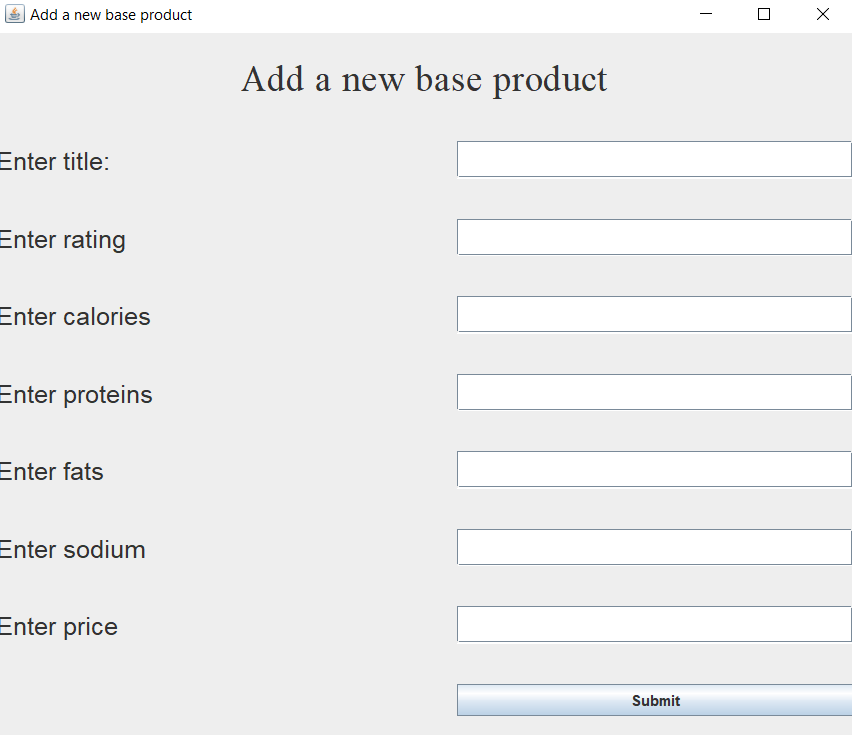 Add a new base product
Add a new base product
Enter title:
Enter rating
Enter calories
Enter proteins
Enter fats
Enter sodium
Enter price
Submit